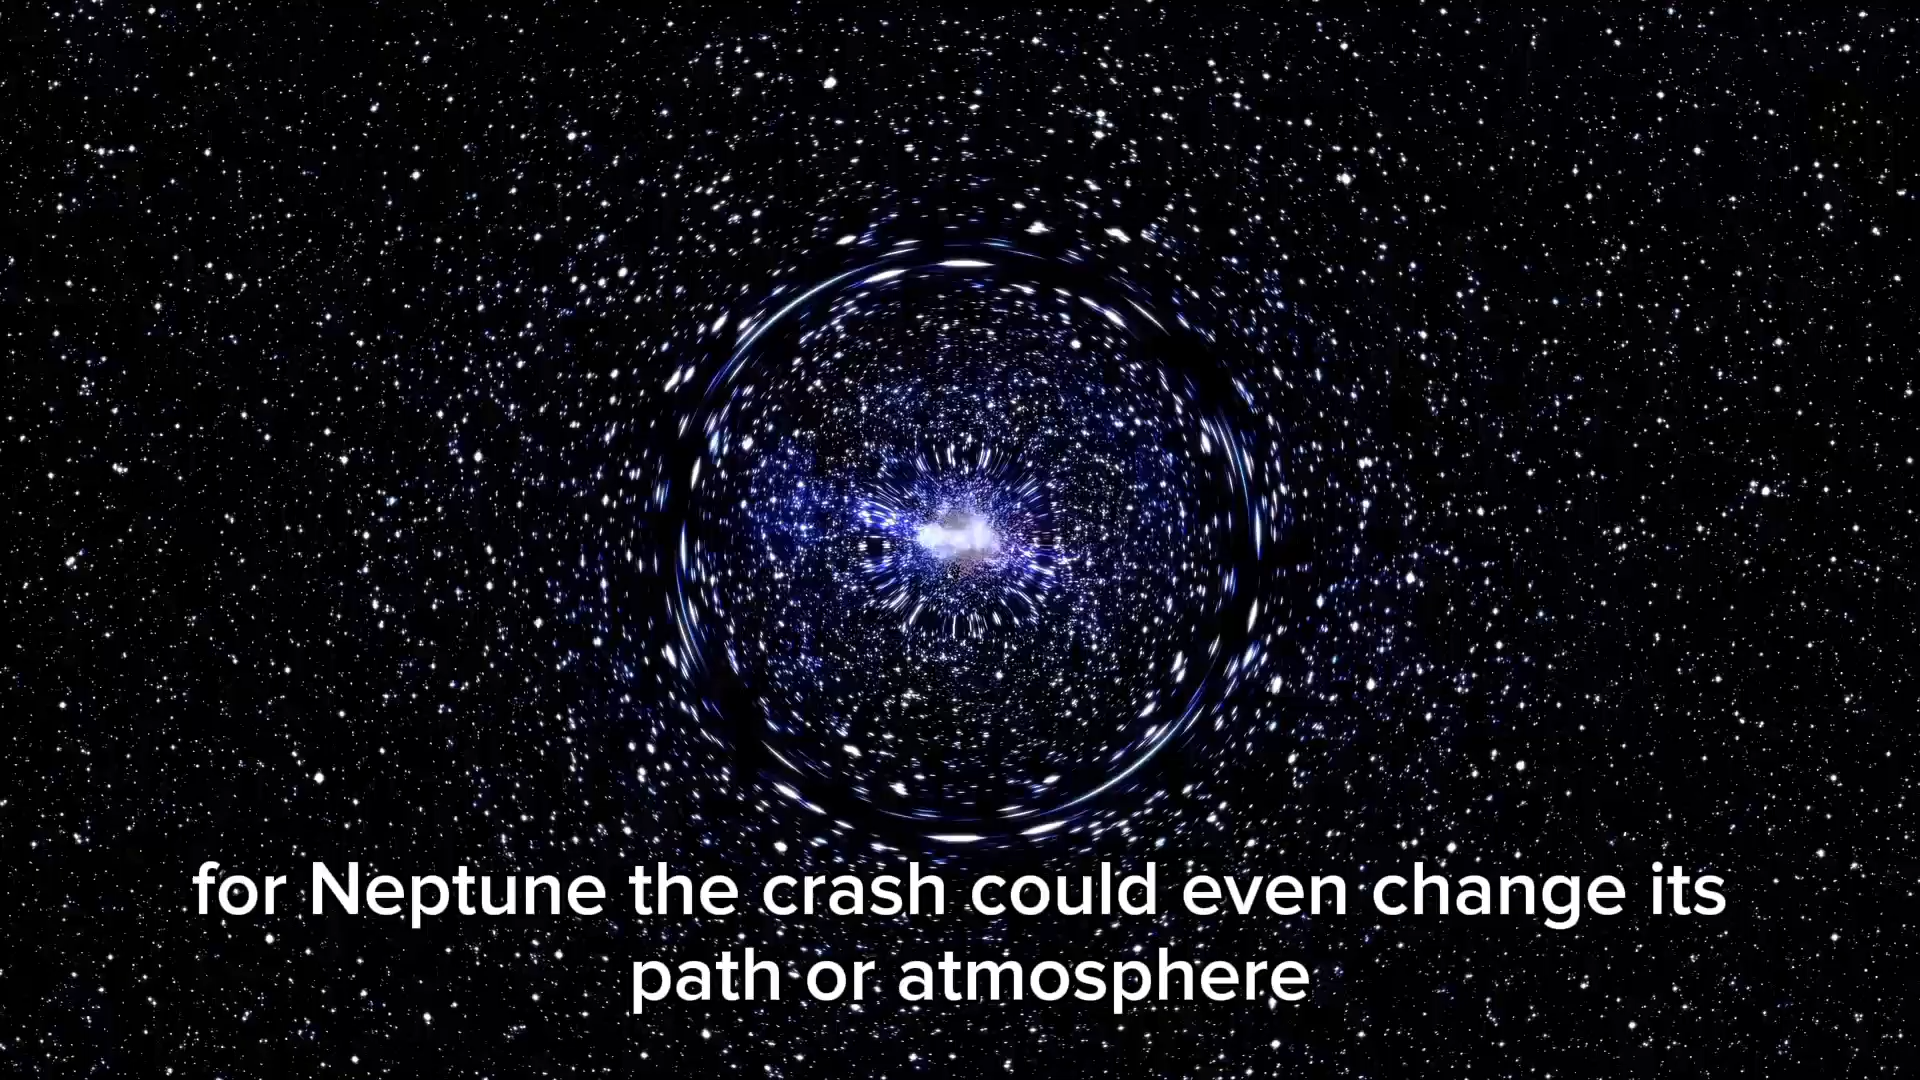 for Neptune the crash could even change its
path or atmosphere